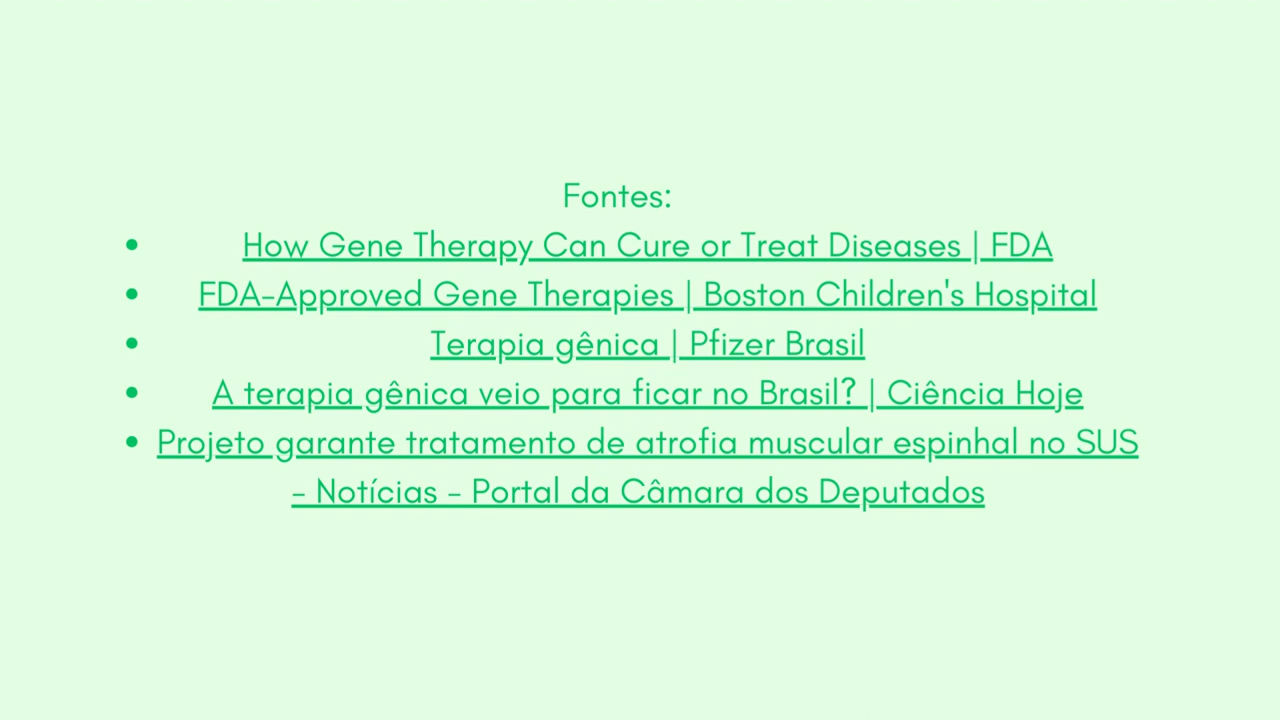 Fontes:
• How Gene Therapy Can Cure or Treat Diseases | FDA
• FDA-Approved Gene Therapies | Boston Children's Hospital
• Terapia gênica | Pfizer Brasil
• A terapia gênica veio para ficar no Brasil? | Ciência Hoje
• Projeto garante tratamento de atrofia muscular espinhal no SUS
- Notícias - Portal da Câmara dos Deputados